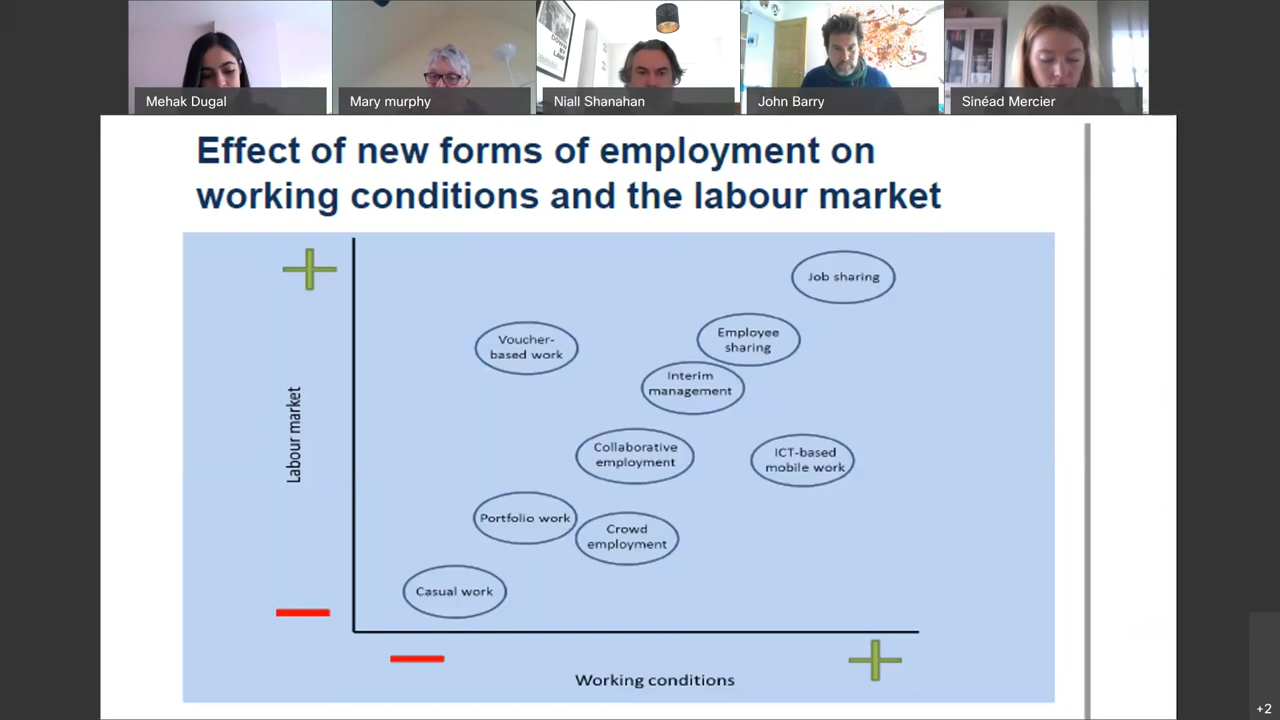 Mehak Dugal
Mary murphy
Niall Shanahan
John Barry
Sinéad Mercier
Effect of new forms of employment on
working conditions and the labour market
Job sharing
Voucher-
based work
Employee
sharing
Interim
management
Labour market
Collaborative
employment
ICT-based
mobile work
Portfolio work
Crowd
employment
Casual work
Working conditions
+2